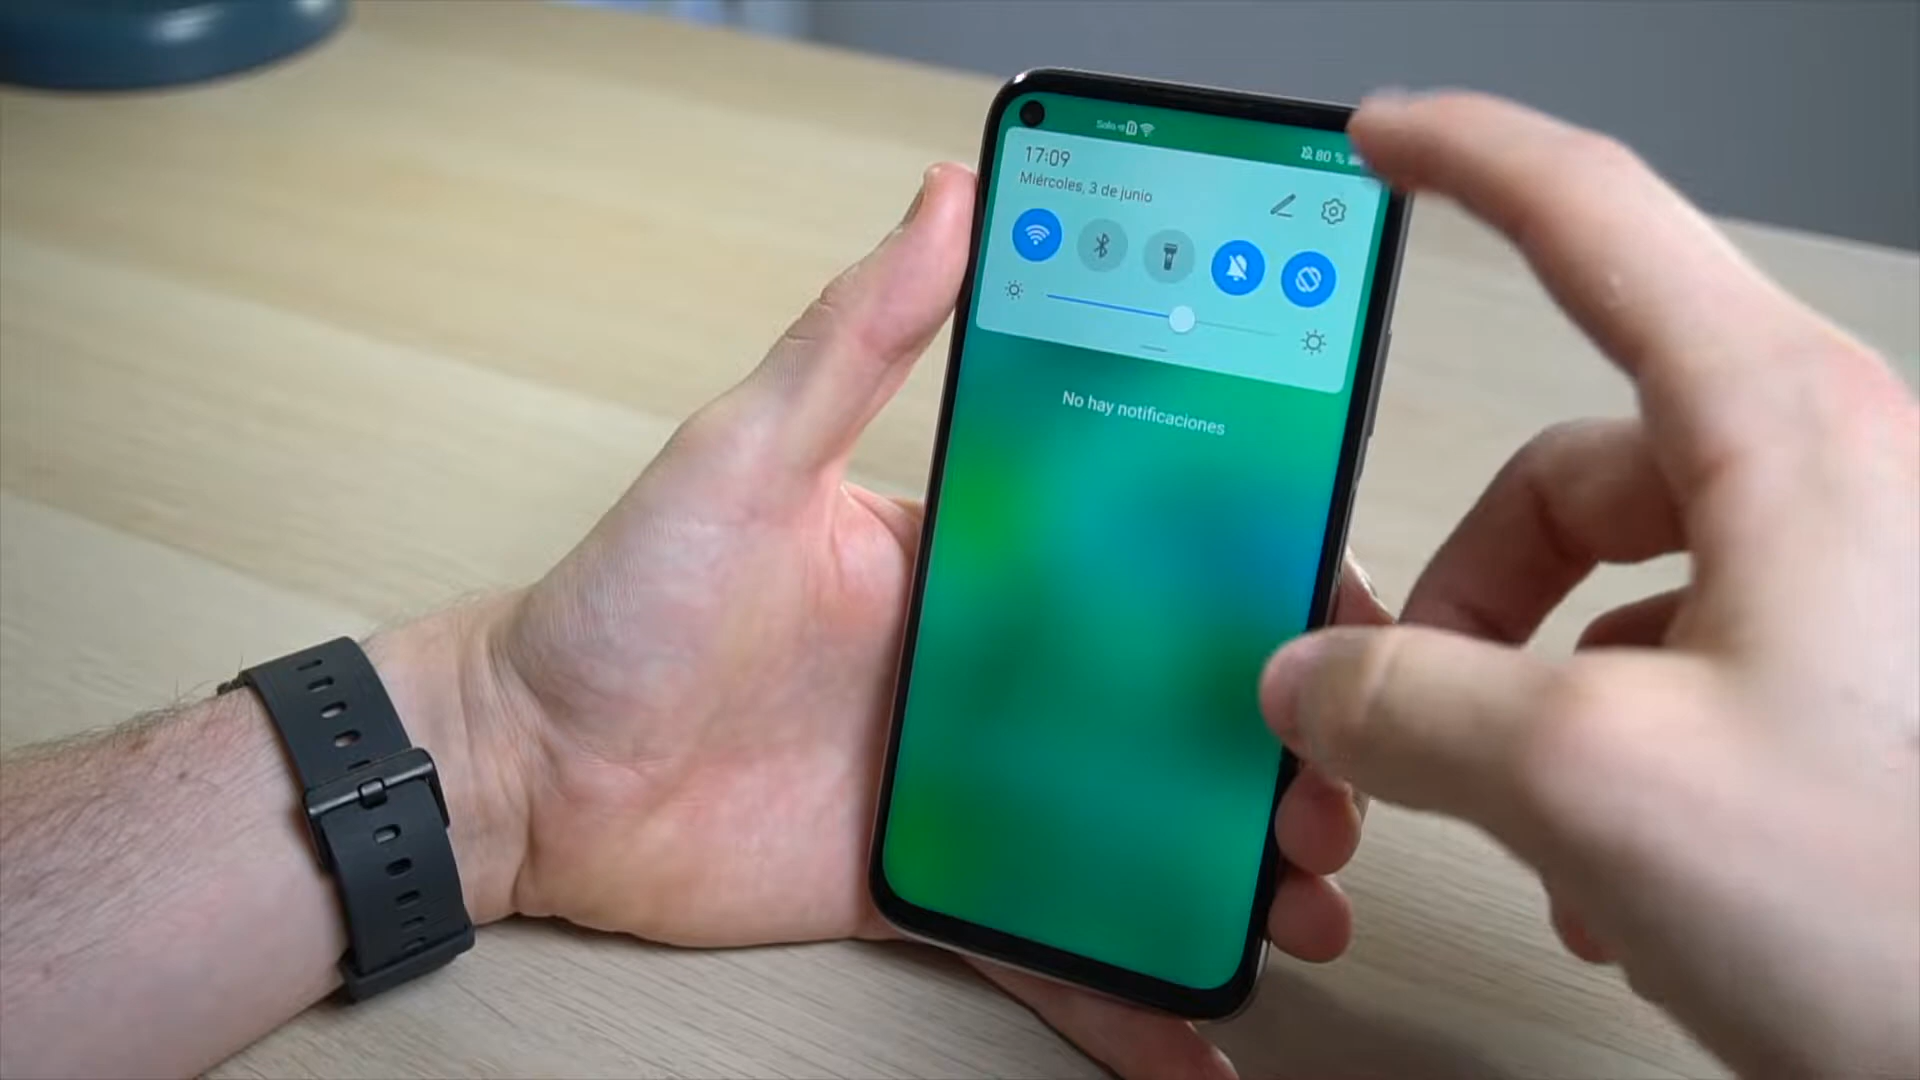 Solo
80 %
17:09
Miércoles, 3 de junio
No hay notificaciones